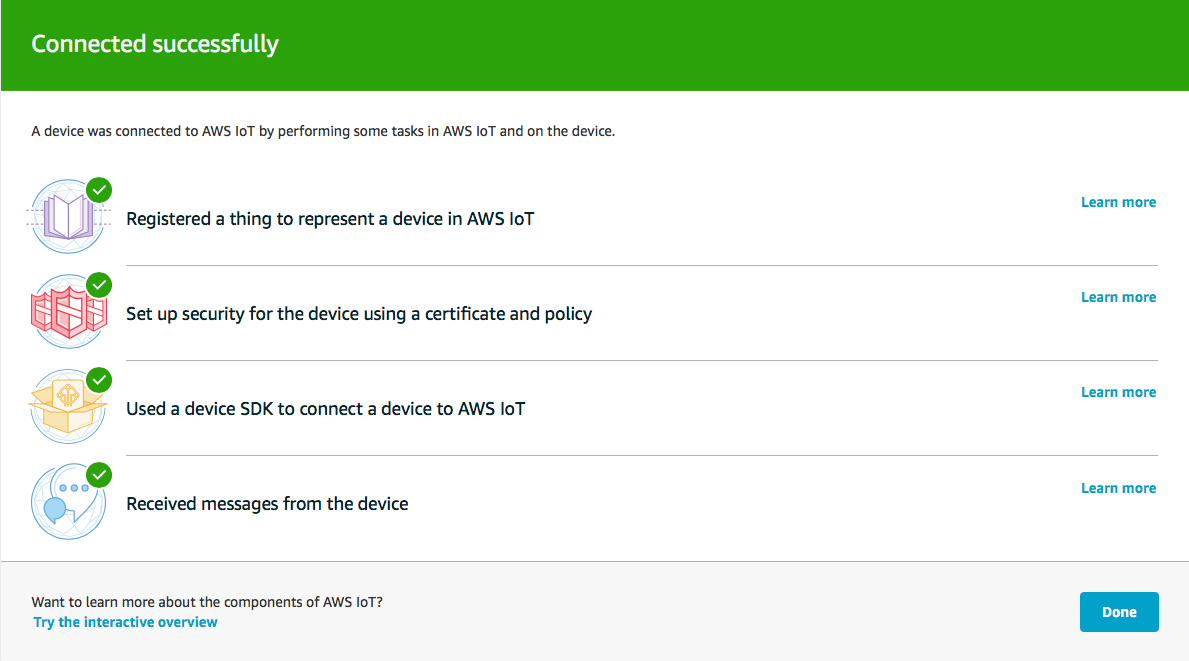 Connected successfully
A device was connected to AWS IoT by performing some tasks in AWS IoT and on the device.
Registered a thing to represent a device in AWS IoT
Learn more
Set up security for the device using a certificate and policy
Learn more
Used a device SDK to connect a device to AWS IoT
Learn more
Received messages from the device
Learn more
Want to learn more about the components of AWS IoT?
Try the interactive overview
Done